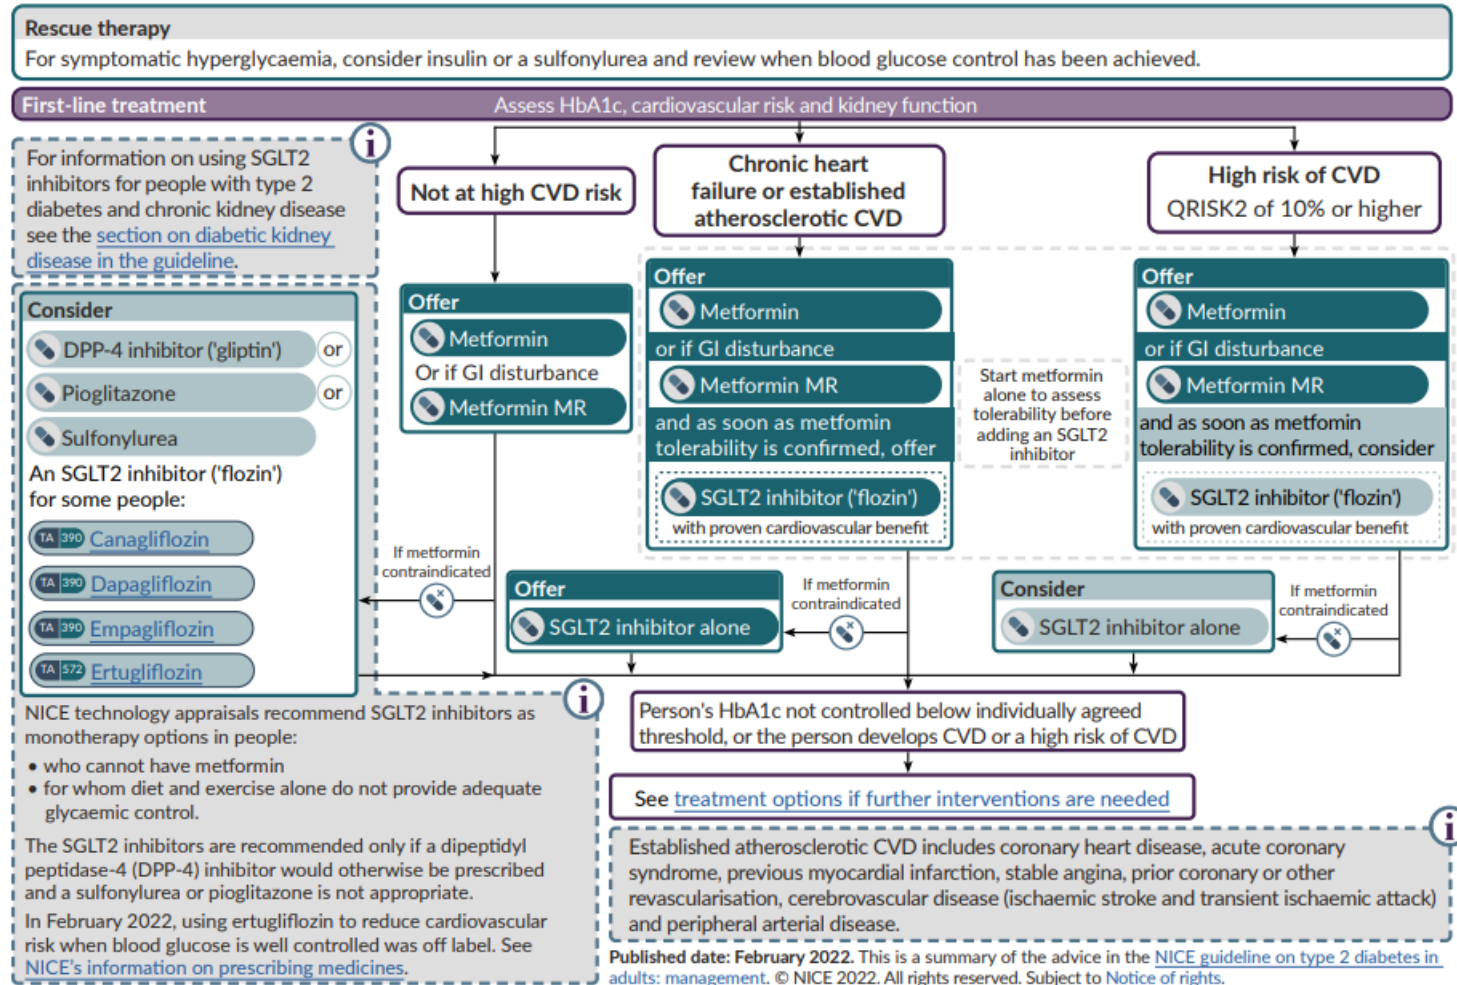 Rescue therapy
For symptomatic hyperglycaemia, consider insulin or a sulfonylurea and review when blood glucose control has been achieved.
First-line treatment
Assess HbA1c, cardiovascular risk and kidney function
i
For information on using SGLT2
inhibitors for people with type 2
diabetes and chronic kidney disease
see the section on diabetic kidney
disease in the guideline.
Not at high CVD risk
Chronic heart
failure or established
atherosclerotic CVD
High risk of CVD
QRISK2 of 10% or higher
Consider
DPP-4 inhibitor ('gliptin')
or
Pioglitazone
or
Sulfonylurea
An SGLT2 inhibitor ('flozin')
for some people:
TA 390 Canagliflozin
TA 390 Dapagliflozin
TA 390 Empagliflozin
TA 572 Ertugliflozin
Offer
Metformin
Or if GI disturbance
Metformin MR
Offer
Metformin
or if GI disturbance
Metformin MR
and as soon as metfomin
tolerability is confirmed, offer
SGLT2 inhibitor ('flozin')
with proven cardiovascular benefit
Start metformin
alone to assess
tolerability before
adding an SGLT2
inhibitor
Offer
Metformin
or if GI disturbance
Metformin MR
and as soon as metfomin
tolerability is confirmed, consider
SGLT2 inhibitor ('flozin')
with proven cardiovascular benefit
If metformin
contraindicated
Offer
SGLT2 inhibitor alone
If metformin
contraindicated
Consider
SGLT2 inhibitor alone
If metformin
contraindicated
i
NICE technology appraisals recommend SGLT2 inhibitors as
monotherapy options in people:
• who cannot have metformin
• for whom diet and exercise alone do not provide adequate
glycaemic control.
The SGLT2 inhibitors are recommended only if a dipeptidyl
peptidase-4 (DPP-4) inhibitor would otherwise be prescribed
and a sulfonylurea or pioglitazone is not appropriate.
In February 2022, using ertugliflozin to reduce cardiovascular
risk when blood glucose is well controlled was off label. See
NICE's information on prescribing medicines.
Person's HbA1c not controlled below individually agreed
threshold, or the person develops CVD or a high risk of CVD
See treatment options if further interventions are needed
i
Established atherosclerotic CVD includes coronary heart disease, acute coronary
syndrome, previous myocardial infarction, stable angina, prior coronary or other
revascularisation, cerebrovascular disease (ischaemic stroke and transient ischaemic attack)
and peripheral arterial disease.
Published date: February 2022. This is a summary of the advice in the NICE guideline on type 2 diabetes in
adults: management. © NICE 2022. All rights reserved. Subject to Notice of rights.